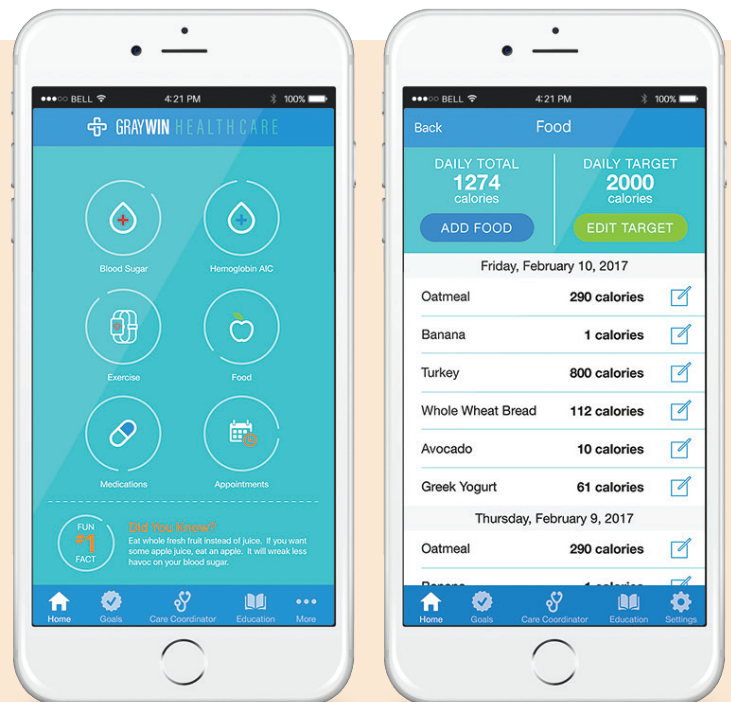 BELL 4:21 PM 100%
GRAYWIN HEALTHCARE
Blood Sugar Hemoglobin AIC
Exercise Food
Medications Appointments
FUN
#1
FACT
Did You Know?
Eat whole fresh fruit instead of juice. If you want
some apple juice, eat an apple. It will wreak less
havoc on your blood sugar.
Home Goals Care Coordinator Education More
BELL 4:21 PM 100%
Back Food
DAILY TOTAL
1274
calories
ADD FOOD
DAILY TARGET
2000
calories
EDIT TARGET
Friday, February 10, 2017
Oatmeal 290 calories
Banana 1 calories
Turkey 800 calories
Whole Wheat Bread 112 calories
Avocado 10 calories
Greek Yogurt 61 calories
Thursday, February 9, 2017
Oatmeal 290 calories
Banana 1 calories
Home Goals Care Coordinator Education Settings